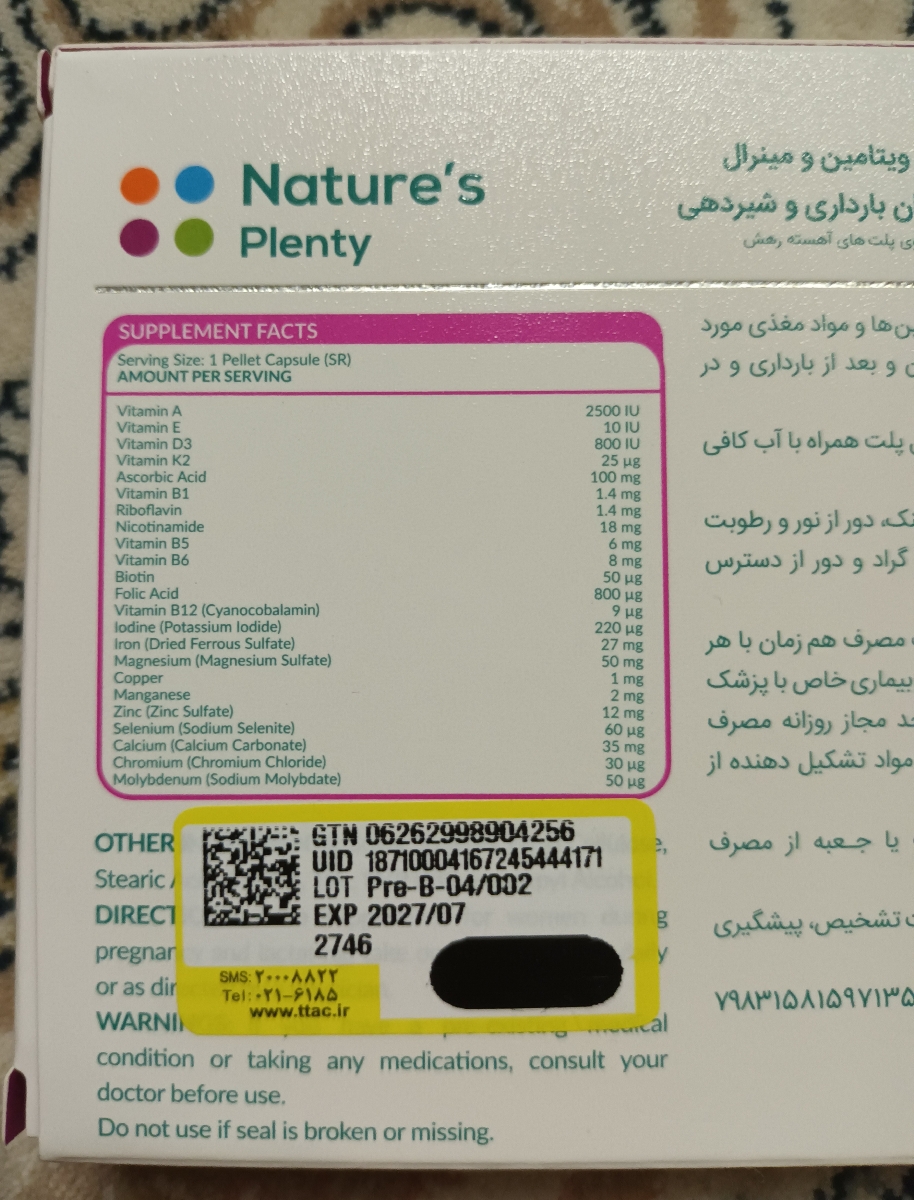 Nature's
Plenty
ویتامین و مینرال
بارداری و شیردهی
پلت های آهسته رهش
SUPPLEMENT FACTS
Serving Size: 1 Pellet Capsule (SR)
AMOUNT PER SERVING
Vitamin A 2500 IU
Vitamin E 10 IU
Vitamin D3 800 IU
Vitamin K2 25 µg
Ascorbic Acid 100 mg
Vitamin B1 1.4 mg
Riboflavin 1.4 mg
Nicotinamide 18 mg
Vitamin B5 6 mg
Vitamin B6 8 mg
Biotin 50 µg
Folic Acid 800 µg
Vitamin B12 (Cyanocobalamin) 9 µg
Iodine (Potassium Iodide) 220 µg
Iron (Dried Ferrous Sulfate) 27 mg
Magnesium (Magnesium Sulfate) 50 mg
Copper 1 mg
Manganese 2 mg
Zinc (Zinc Sulfate) 12 mg
Selenium (Sodium Selenite) 60 µg
Calcium (Calcium Carbonate) 35 mg
Chromium (Chromium Chloride) 30 µg
Molybdenum (Sodium Molybdate) 50 µg
OTHER
Stearic
DIRECT
pregnan
or as dir
WARNI
condition or taking any medications, consult your
doctor before use.
Do not use if seal is broken or missing.
GTN 06262998904256
UID 18710004167245444171
LOT Pre-B-04/002
EXP 2027/07
2746
SMS: ۲۰۰۰۸۸۲۲
Tel: ۰۲۱-۶۱۸۵
www.ttac.ir
ها و مواد مغذی مورد
و بعد از بارداری و در
پلت همراه با آب کافی
دور از نور و رطوبت
گراد و دور از دسترس
مصرف هم زمان با هر
بیماری خاص با پزشک
مجاز روزانه مصرف
مواد تشکیل دهنده از
یا جعبه از مصرف
تشخیص، پیشگیری
۷۹۸۳۱۵۸۱۵۹۷۱۳۵